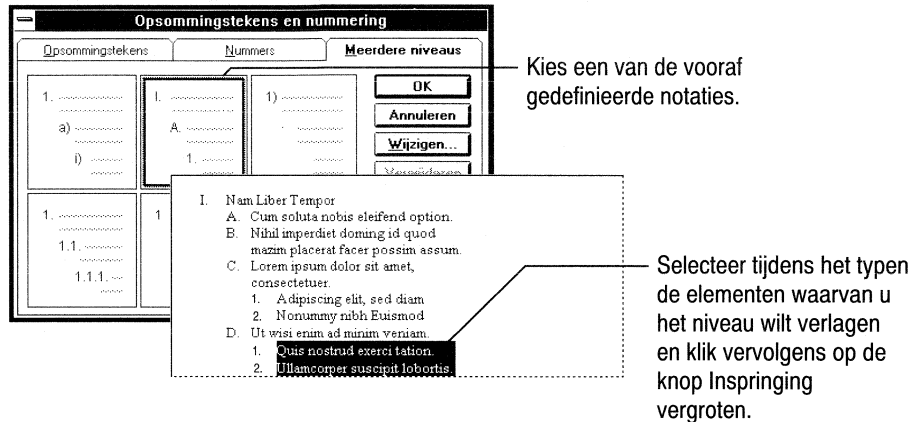 Opsommingstekens en nummering
Opsommingstekens
Nummers
Meerdere niveaus
1.
a)
i)
I.
A.
1.
1)
OK
Annuleren
Wijzigen...
Verwijderen
1.
1.1.
1.1.1.
1
Kies een van de vooraf
gedefinieerde notaties.
I. Nam Liber Tempor
A. Cum soluta nobis eleifend option.
B. Nihil imperdiet doming id quod
mazim placerat facer possim assum.
C. Lorem ipsum dolor sit amet,
consectetuer.
1. Adipiscing elit, sed diam
2. Nonummy nibh Euismod
D. Ut wisi enim ad minim veniam.
1. Quis nostrud exerci tation.
2. Ullamcorper suscipit lobortis.
Selecteer tijdens het typen
de elementen waarvan u
het niveau wilt verlagen
en klik vervolgens op de
knop Inspringing
vergroten.